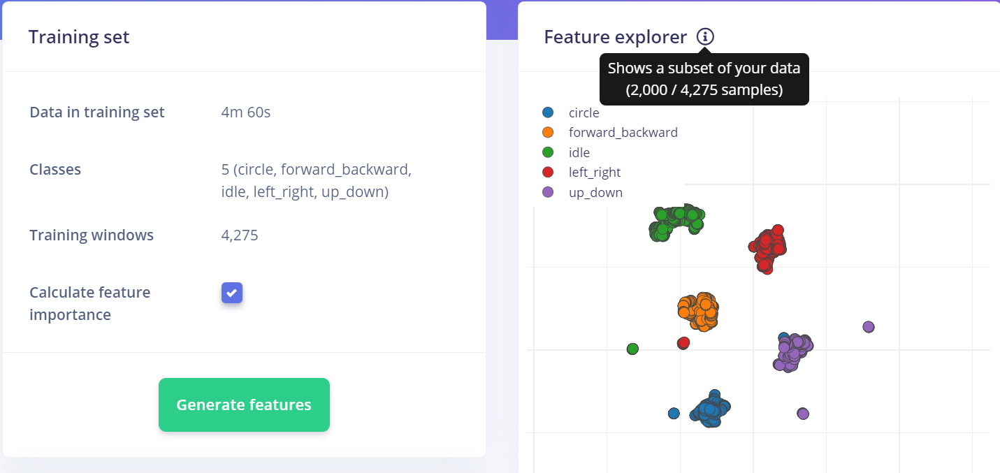 Training set
Data in training set
4m 60s
Classes
5 (circle, forward_backward,
idle, left_right, up_down)
Training windows
4,275
Calculate feature
importance
Generate features
Feature explorer
Shows a subset of your data
(2,000 / 4,275 samples)
circle
forward_backward
idle
left_right
up_down